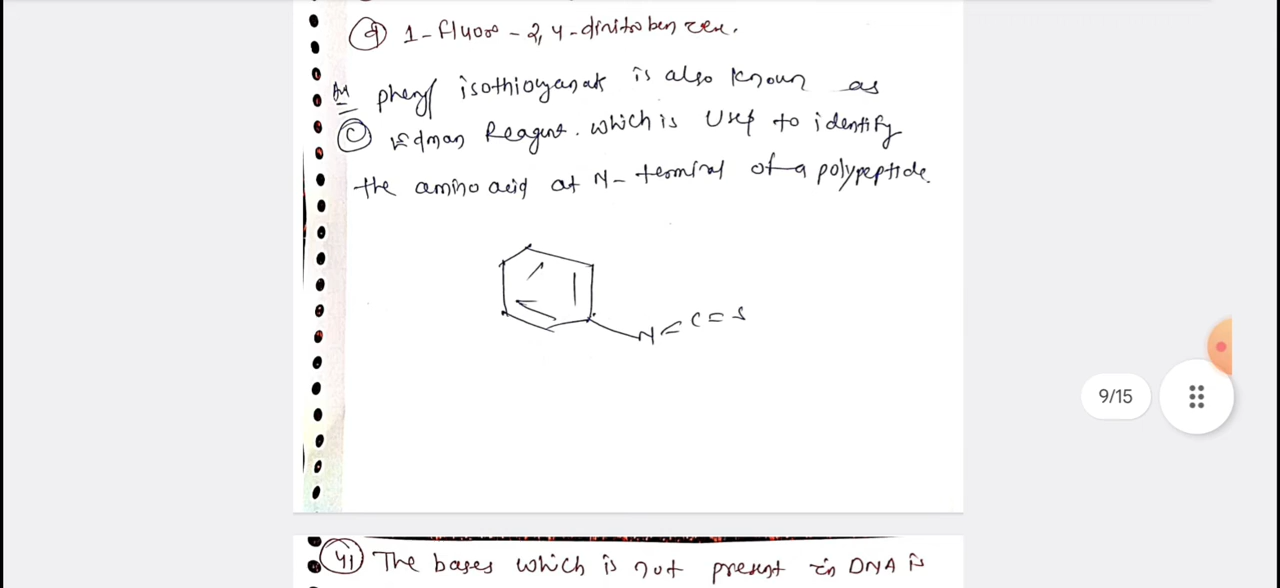 (d) 1-fluoro-2,4-dinitrobenzene.
phenyl isothiocyanate is also known as
(C) Edman Reagent. which is Used to identify
the amino acid at N-terminal of a polypeptide.
N=C=S
9/15
(41) The bases which is not present in DNA is